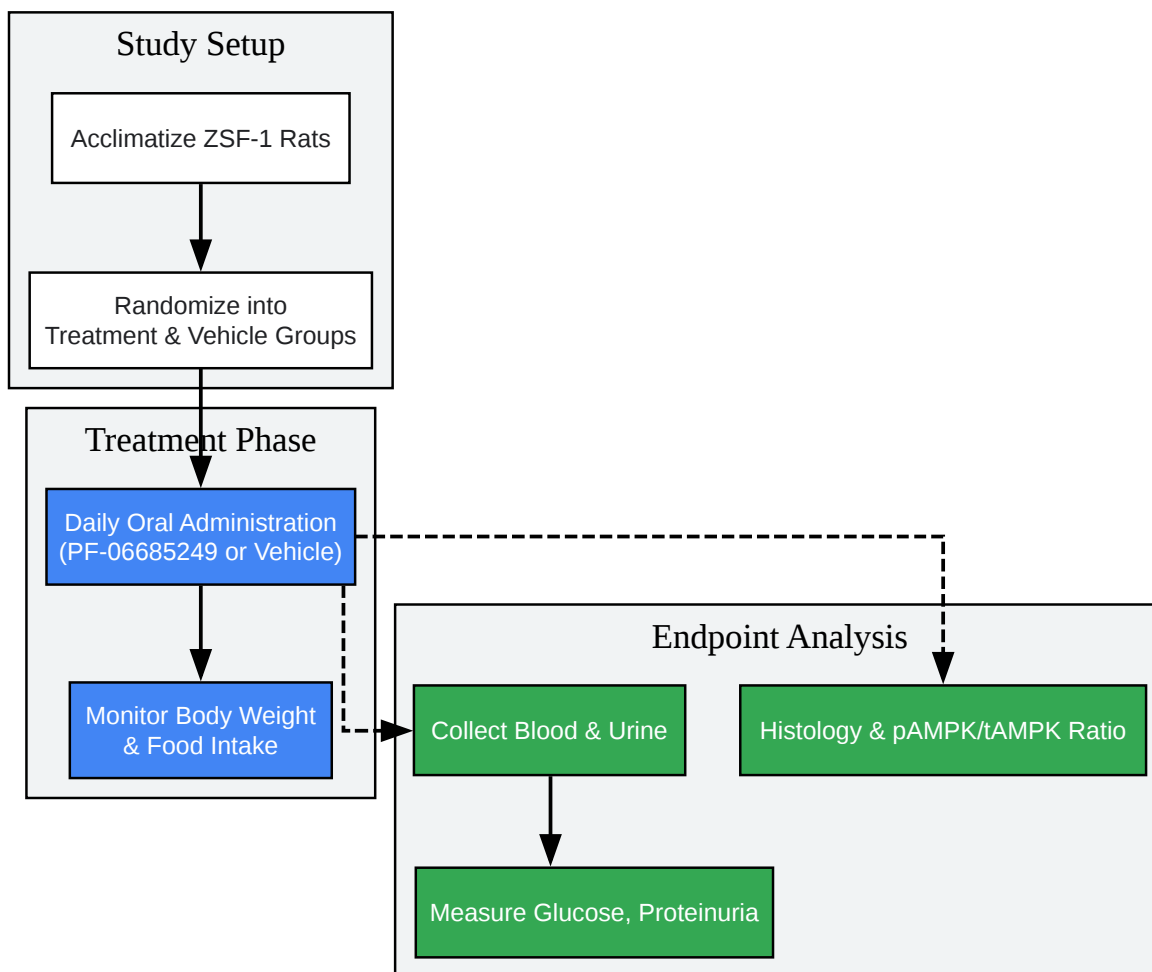 Study Setup
Acclimatize ZSF-1 Rats
Randomize into
Treatment & Vehicle Groups
Treatment Phase
Daily Oral Administration
(PF-06685249 or Vehicle)
Monitor Body Weight
& Food Intake
Endpoint Analysis
Collect Blood & Urine
Histology & pAMPK/tAMPK Ratio
Measure Glucose, Proteinuria